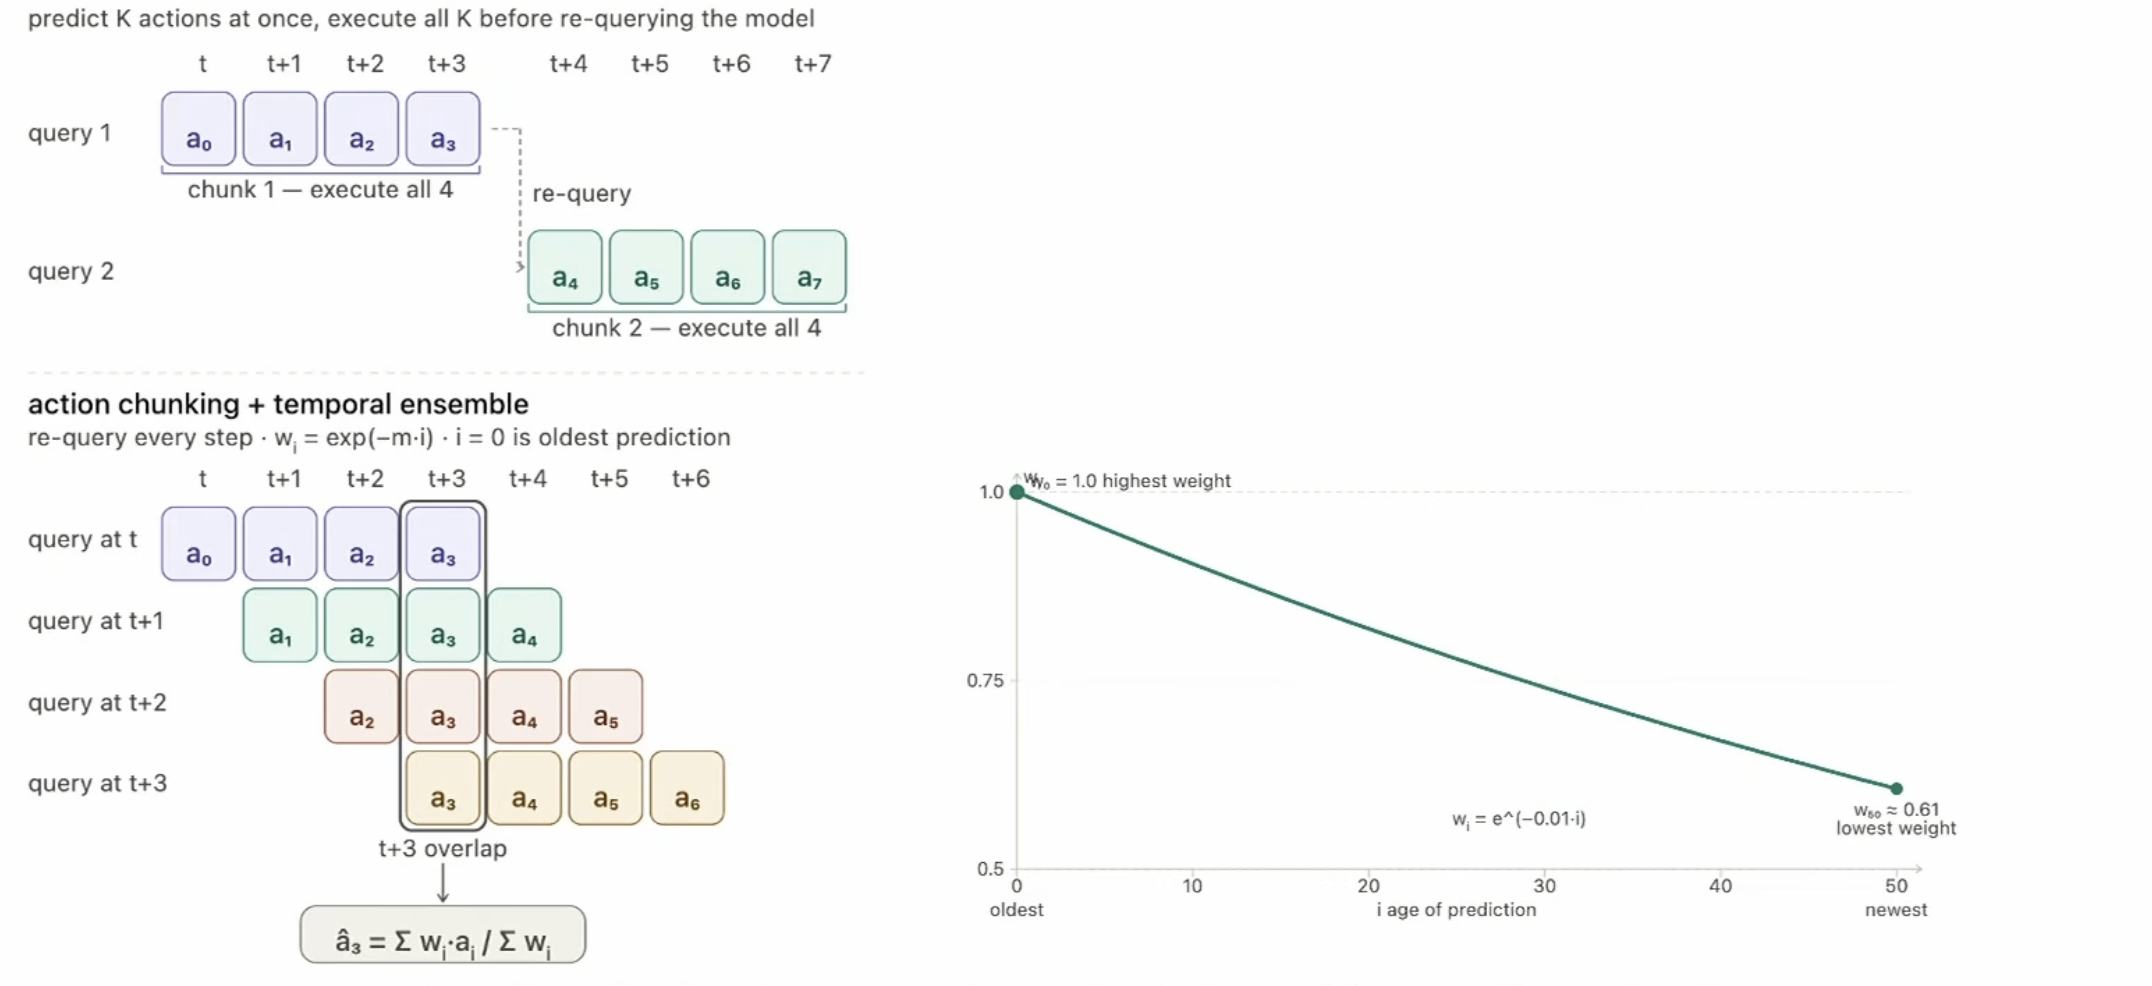 predict K actions at once, execute all K before re-querying the model
t t+1 t+2 t+3 t+4 t+5 t+6 t+7
query 1
a₀ a₁ a₂ a₃
chunk 1 — execute all 4
re-query
query 2
a₄ a₅ a₆ a₇
chunk 2 — execute all 4
action chunking + temporal ensemble
re-query every step · wᵢ = exp(−m·i) · i = 0 is oldest prediction
t t+1 t+2 t+3 t+4 t+5 t+6
query at t
a₀ a₁ a₂ a₃
query at t+1
a₁ a₂ a₃ a₄
query at t+2
a₂ a₃ a₄ a₅
query at t+3
a₃ a₄ a₅ a₆
t+3 overlap
â₃ = Σ wᵢ·aᵢ / Σ wᵢ
w₀ = 1.0 highest weight
1.0
0.75
0.5
wᵢ = e^(−0.01·i)
w₅₀ ≈ 0.61
lowest weight
0 10 20 30 40 50
oldest i age of prediction newest